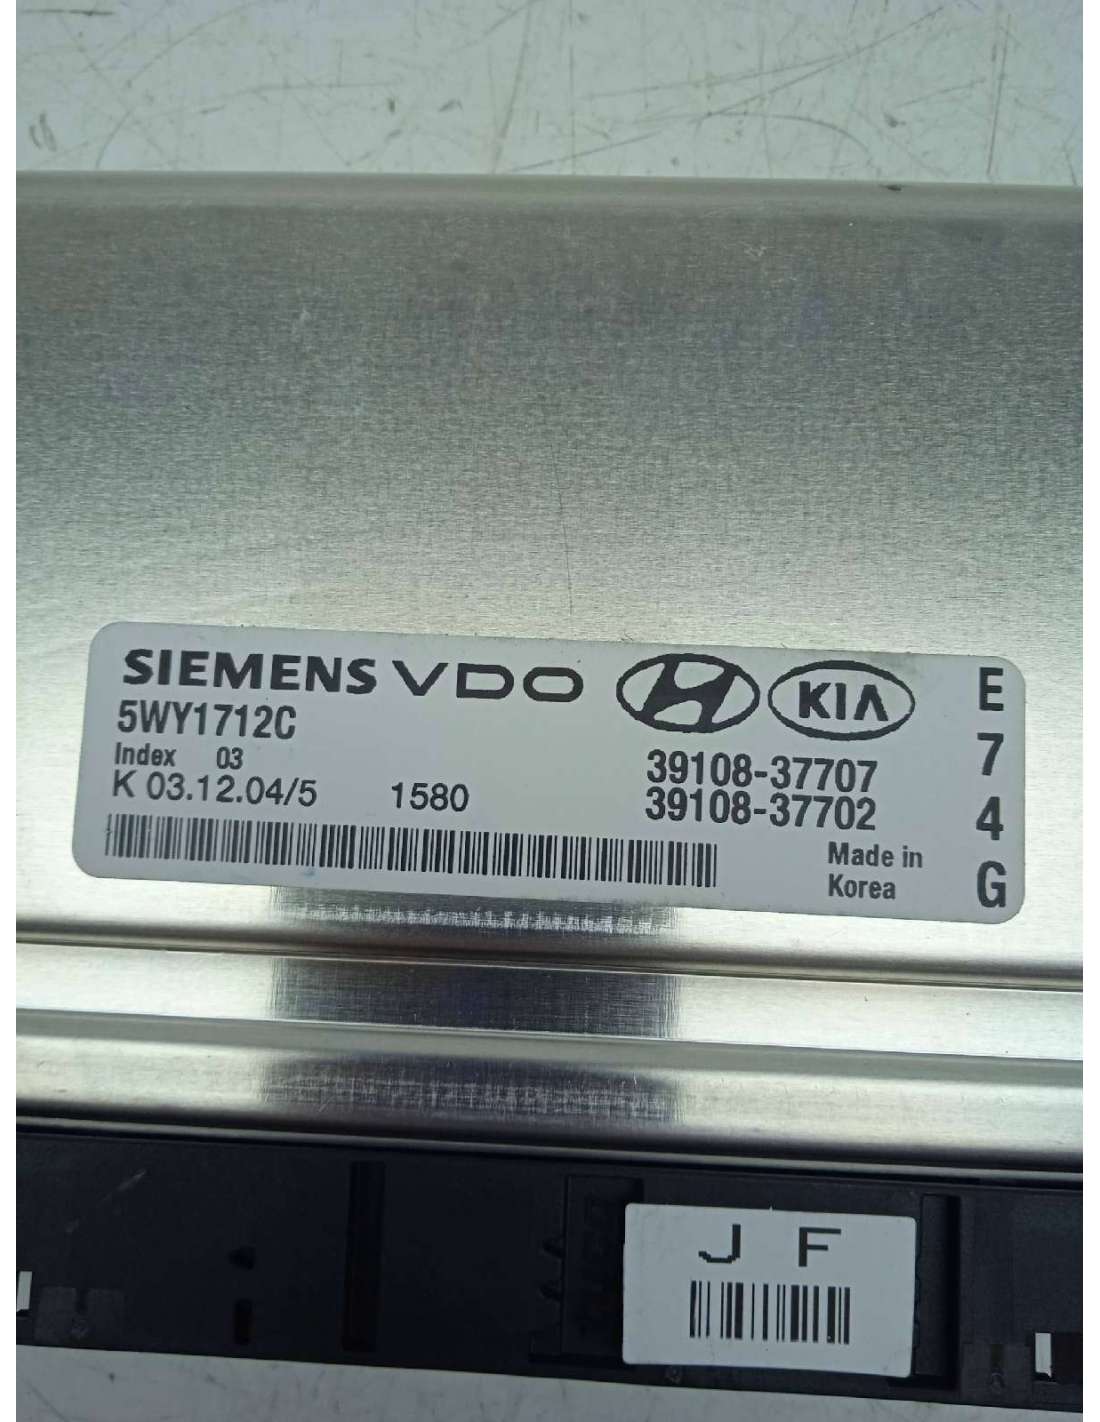 SIEMENS VDO KIA
5WY1712C
Index 03
K 03.12.04/5 1580
39108-37707
39108-37702
Made in
Korea
E
7
4
G
J F